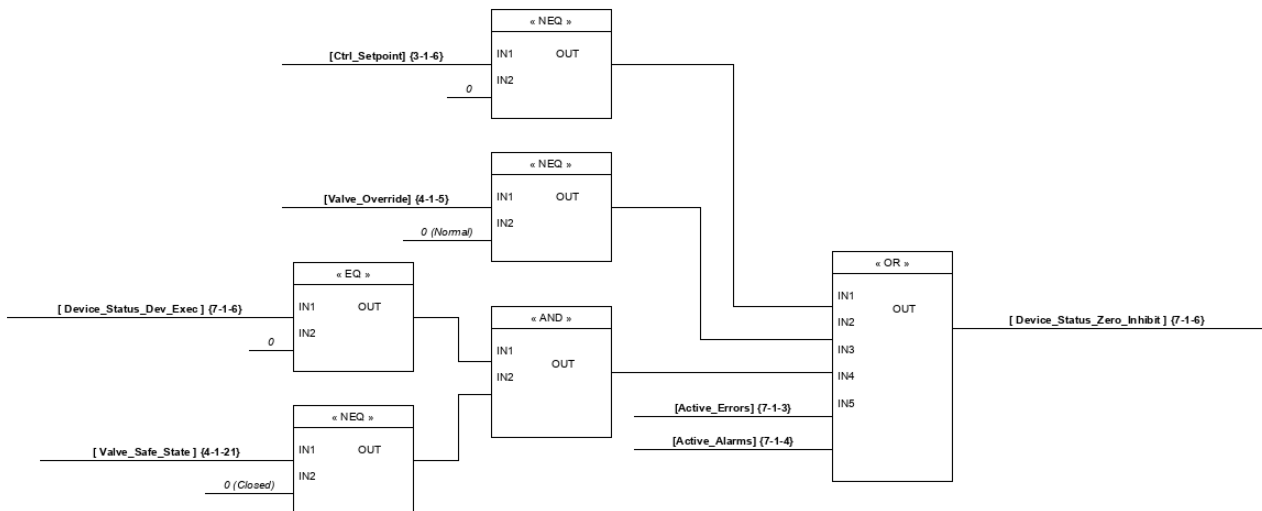 « NEQ »
[Ctrl_Setpoint] {3-1-6}
IN1
OUT
0
IN2
« NEQ »
[Valve_Override] {4-1-5}
IN1
OUT
0 (Normal)
IN2
« EQ »
[ Device_Status_Dev_Exec ] {7-1-6}
IN1
OUT
0
IN2
« AND »
IN1
OUT
IN2
« NEQ »
[ Valve_Safe_State ] {4-1-21}
IN1
OUT
0 (Closed)
IN2
« OR »
IN1
OUT
IN2
IN3
IN4
IN5
[Active_Errors] {7-1-3}
[Active_Alarms] {7-1-4}
[ Device_Status_Zero_Inhibit ] {7-1-6}